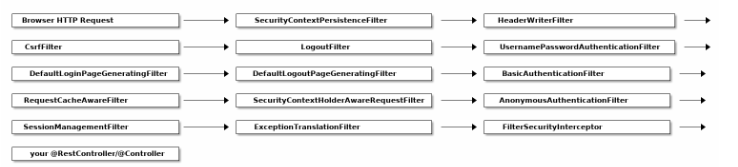 Browser HTTP Request SecurityContextPersistenceFilter HeaderWriterFilter
CsrfFilter LogoutFilter UsernamePasswordAuthenticationFilter
DefaultLoginPageGeneratingFilter DefaultLogoutPageGeneratingFilter BasicAuthenticationFilter
RequestCacheAwareFilter SecurityContextHolderAwareRequestFilter AnonymousAuthenticationFilter
SessionManagementFilter ExceptionTranslationFilter FilterSecurityInterceptor
your @RestController/@Controller